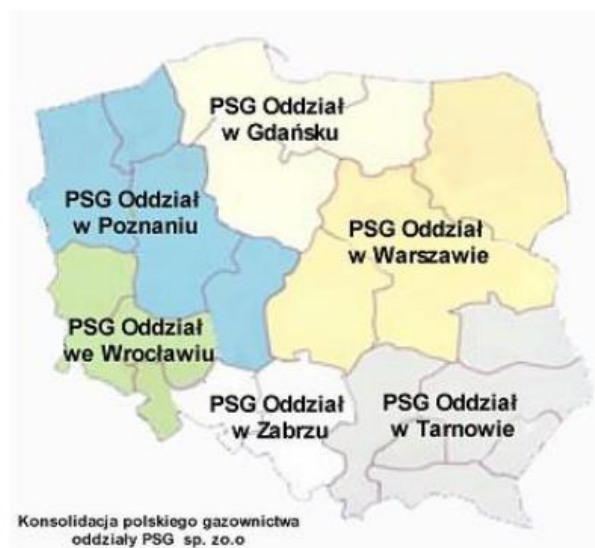 PSG Oddział
w Gdańsku
PSG Oddział
w Poznaniu
PSG Oddział
w Warszawie
PSG Oddział
we Wrocławiu
PSG Oddział
w Zabrzu
PSG Oddział
w Tarnowie
Konsolidacja polskiego gazownictwa
oddziały PSG sp. zo.o